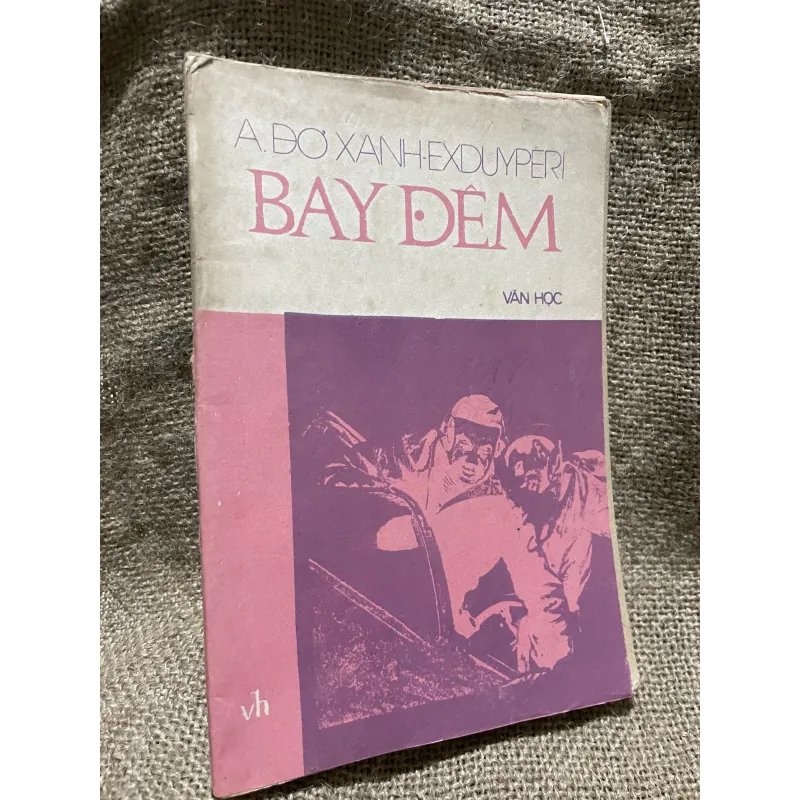 A. ĐƠ XANH-EXDUYPÊRI
BAY ĐÊM
VĂN HỌC
vh